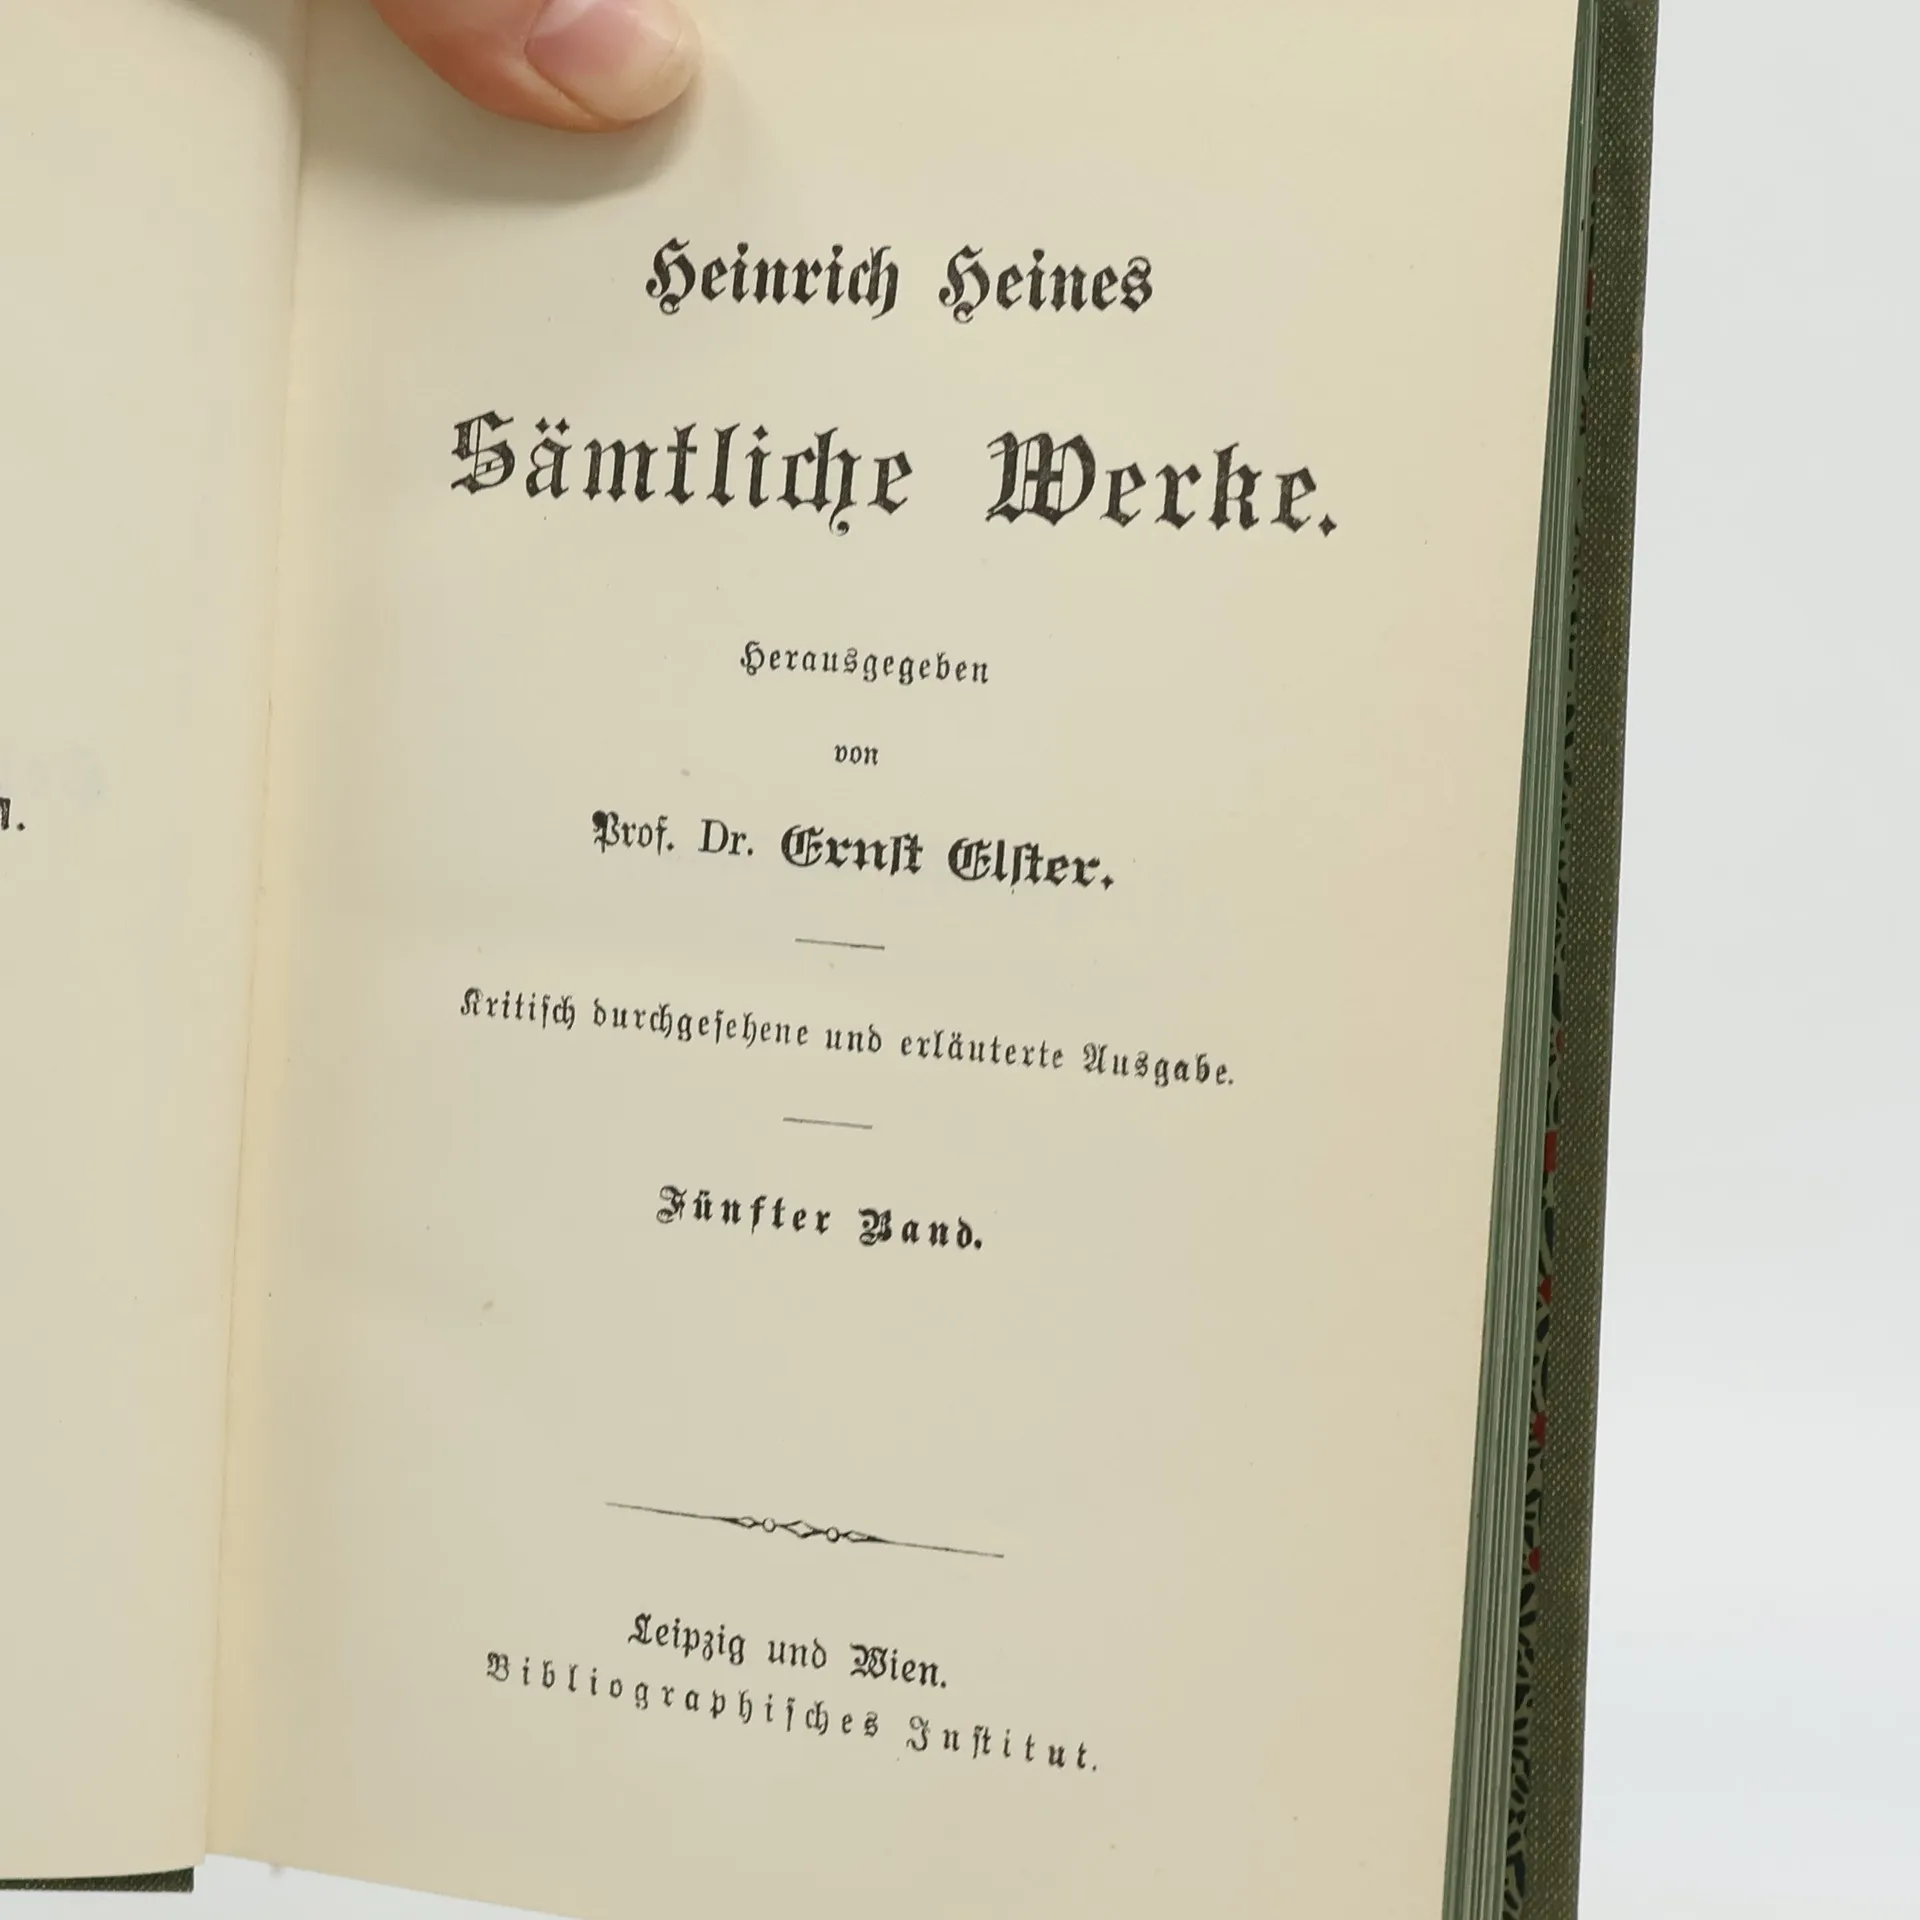 Heinrich Heines
Sämtliche Werke.
Herausgegeben
von
Prof. Dr. Ernſt Elſter.
Kritiſch durchgeſehene und erläuterte Ausgabe.
Fünfter Band.
Leipzig und Wien.
Bibliographiſches Inſtitut.